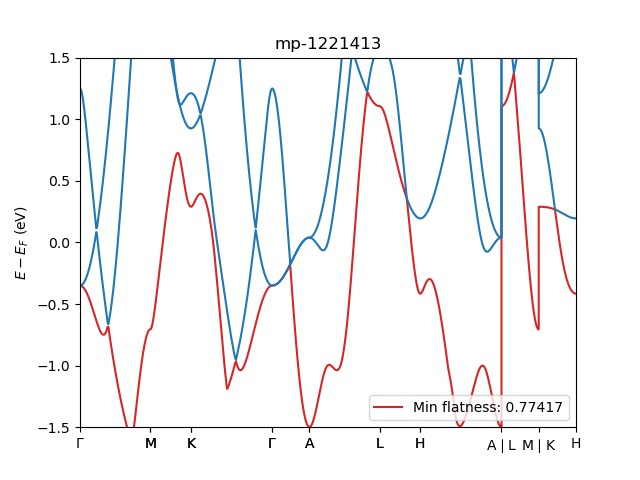 mp-1221413
E − E_F (eV)
1.5
1.0
0.5
0.0
−0.5
−1.0
−1.5
Min flatness: 0.77417
Γ M K Γ A L H A | L M | K H